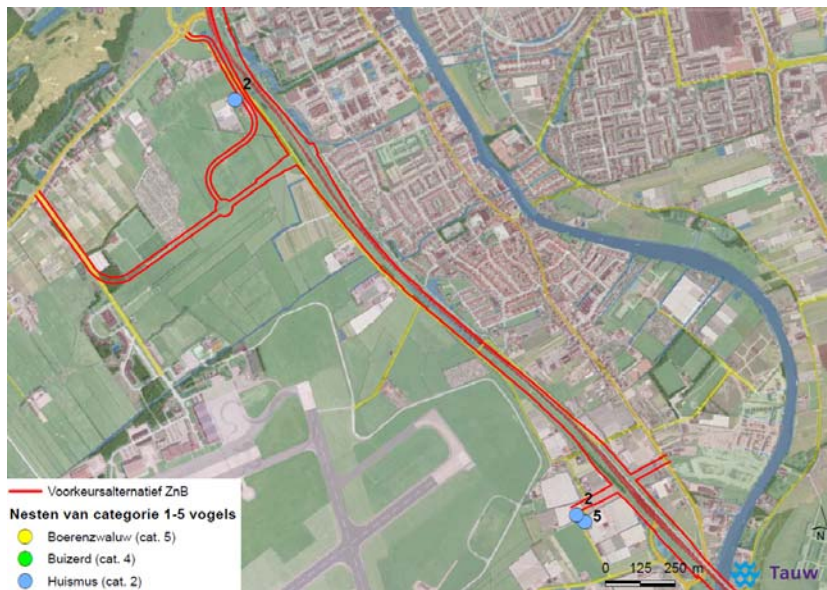 2
Voorkeursalternatief ZnB
Nesten van categorie 1-5 vogels
Boerenzwaluw (cat. 5)
Buizerd (cat. 4)
Huismus (cat. 2)
2
5
0 125 250 m
N
Tauw